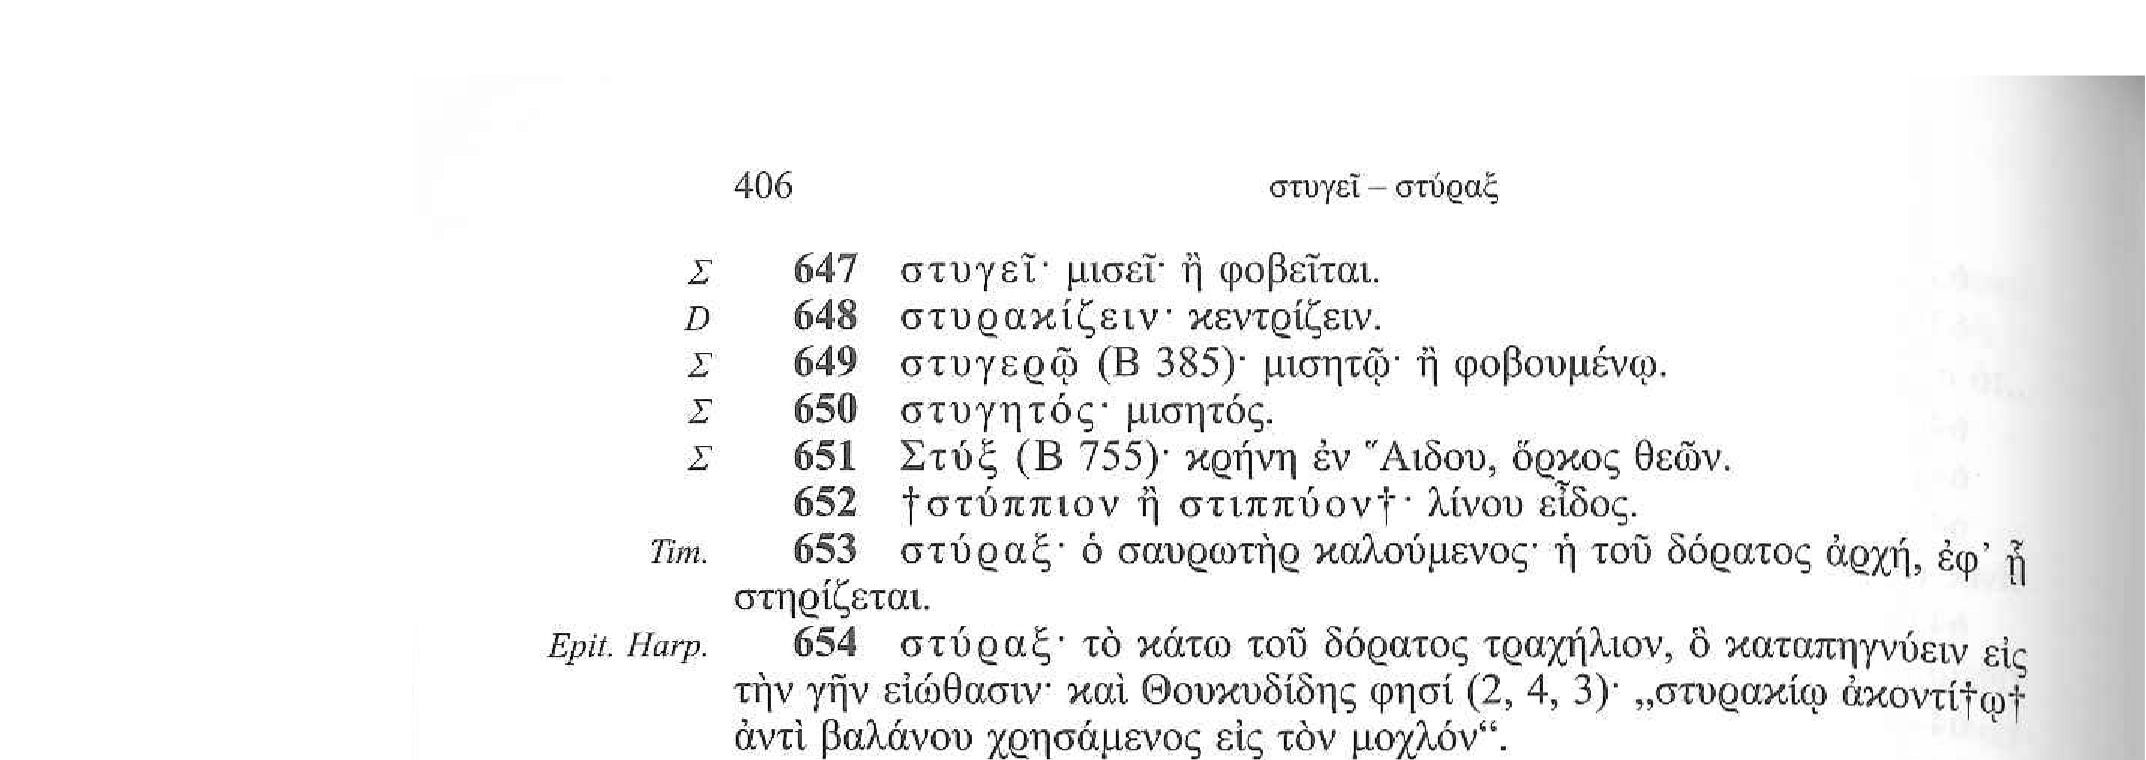 406 στυγεῖ – στύραξ
Σ 647 στυγεῖ· μισεῖ· ἢ φοβεῖται.
D 648 στυρακίζειν· κεντρίζειν.
Σ 649 στυγερῷ (Β 385)· μισητῷ· ἢ φοβουμένῳ.
Σ 650 στυγητός· μισητός.
Σ 651 Στύξ (Β 755)· κρήνη ἐν Ἅιδου, ὅρκος θεῶν.
652 †στύππιον ἢ στιππύον†· λίνου εἶδος.
Tim. 653 στύραξ· ὁ σαυρωτὴρ καλούμενος· ἡ τοῦ δόρατος ἀρχή, ἐφ’ ᾗ
στηρίζεται.
Epit. Harp. 654 στύραξ· τὸ κάτω τοῦ δόρατος τραχήλιον, ὃ καταπηγνύειν εἰς
τὴν γῆν εἰώθασιν· καὶ Θουκυδίδης φησί (2, 4, 3)· „στυρακίῳ ἀκοντί†ῳ†
ἀντὶ βαλάνου χρησάμενος εἰς τὸν μοχλόν“.